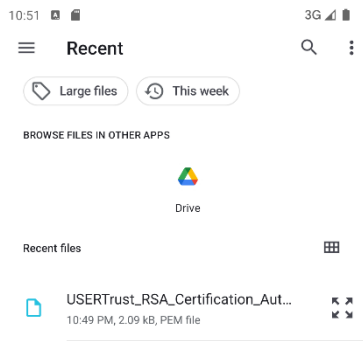 10:51
3G
Recent
Large files
This week
BROWSE FILES IN OTHER APPS
Drive
Recent files
USERTrust_RSA_Certification_Aut...
10:49 PM, 2.09 kB, PEM file